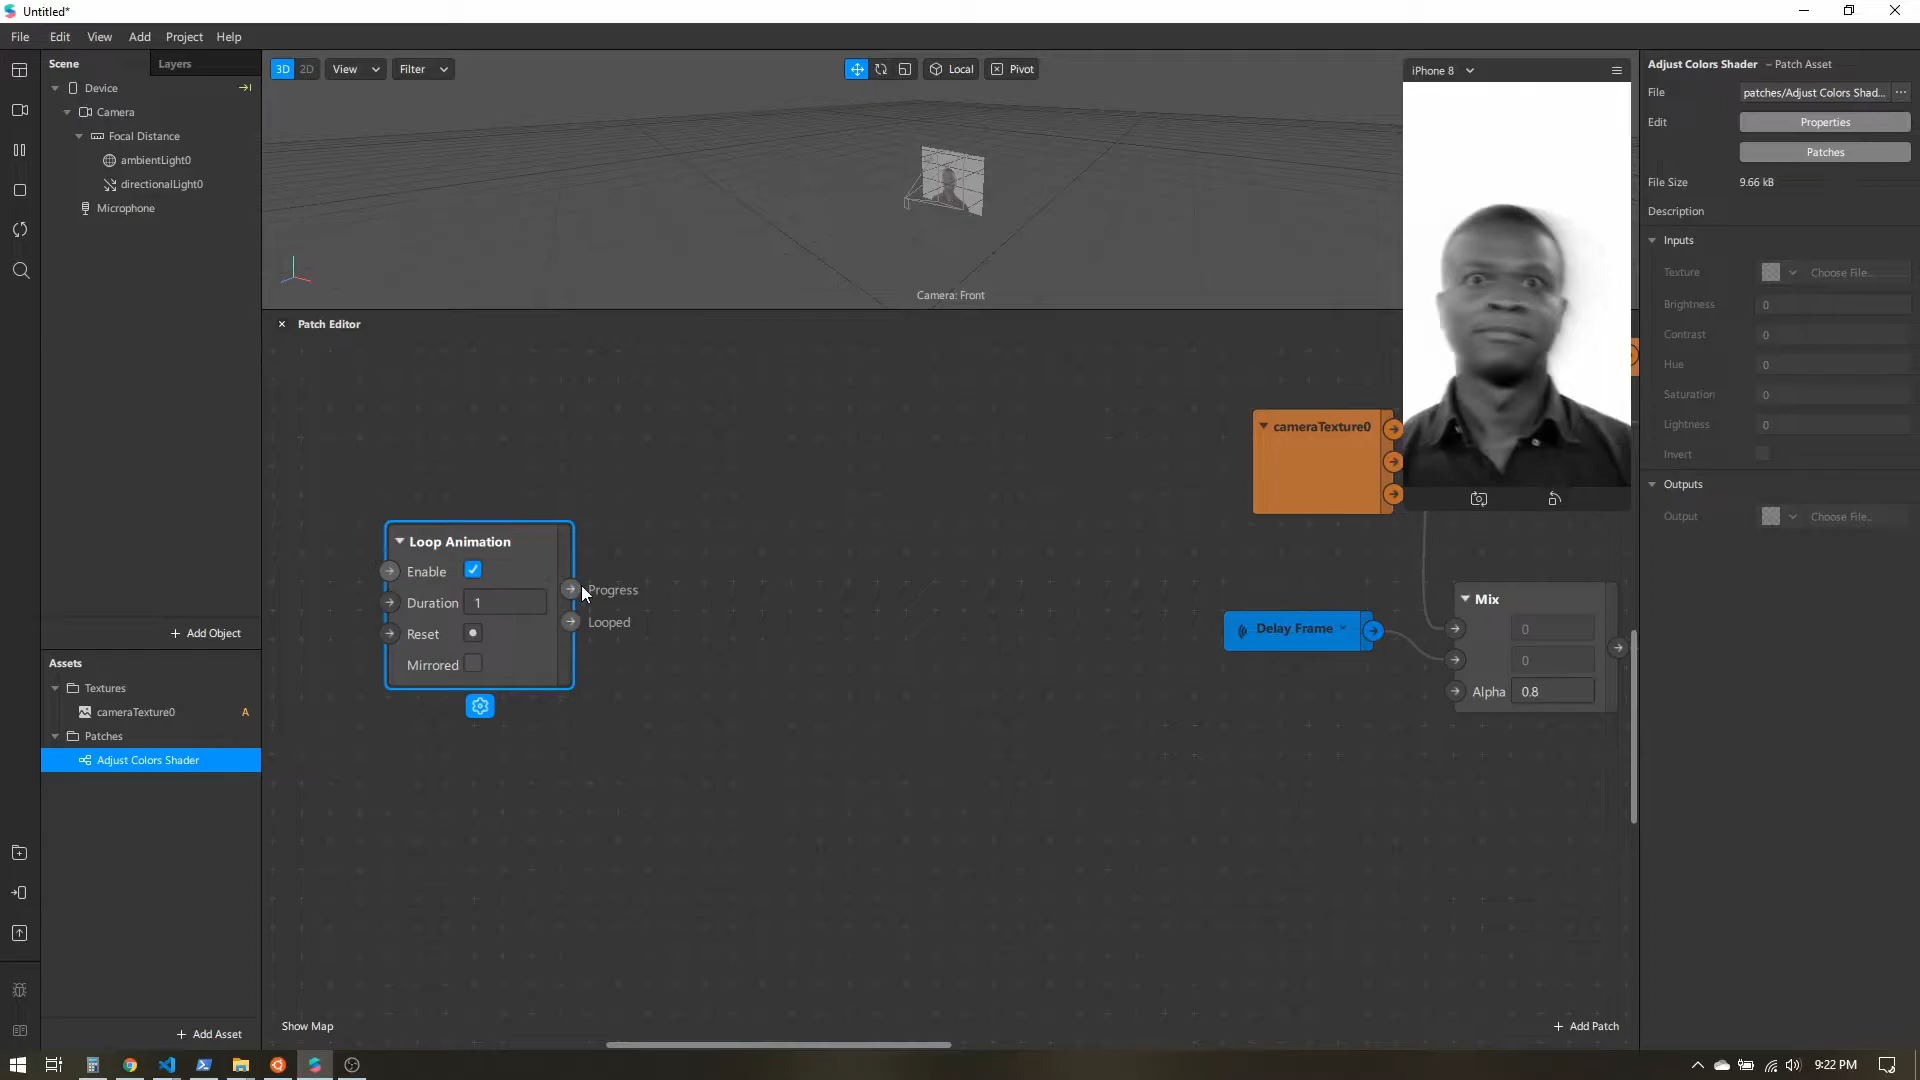 Untitled*
File Edit View Add Project Help
Scene Layers
Device
Camera
Focal Distance
ambientLight0
directionalLight0
Microphone
+ Add Object
Assets
Textures
cameraTexture0 A
Patches
Adjust Colors Shader
+ Add Asset
3D 2D View Filter
Local Pivot
Camera: Front
iPhone 8
× Patch Editor
Loop Animation
Enable
Duration 1
Reset
Mirrored
Progress
Looped
cameraTexture0
Delay Frame
Mix
0
0
Alpha 0.8
Show Map
+ Add Patch
Adjust Colors Shader – Patch Asset
File patches/Adjust Colors Shad... ...
Edit Properties
Patches
File Size 9.66 kB
Description
Inputs
Texture Choose File...
Brightness 0
Contrast 0
Hue 0
Saturation 0
Lightness 0
Invert
Outputs
Output Choose File...
9:22 PM